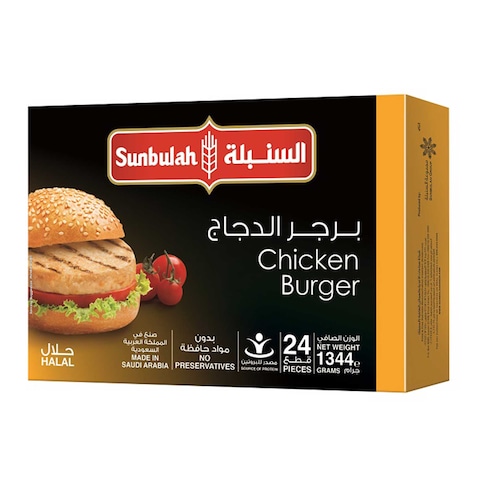 Sunbulah السنبلة
برجر الدجاج
Chicken
Burger
حلال
HALAL
صنع في
المملكة العربية
السعودية
MADE IN
SAUDI ARABIA
بدون
مواد حافظة
NO
PRESERVATIVES
مصدر للبروتين
SOURCE OF PROTEIN
24
قطع
PIECES
الوزن الصافي
NET WEIGHT
1344
جرام
GRAMS